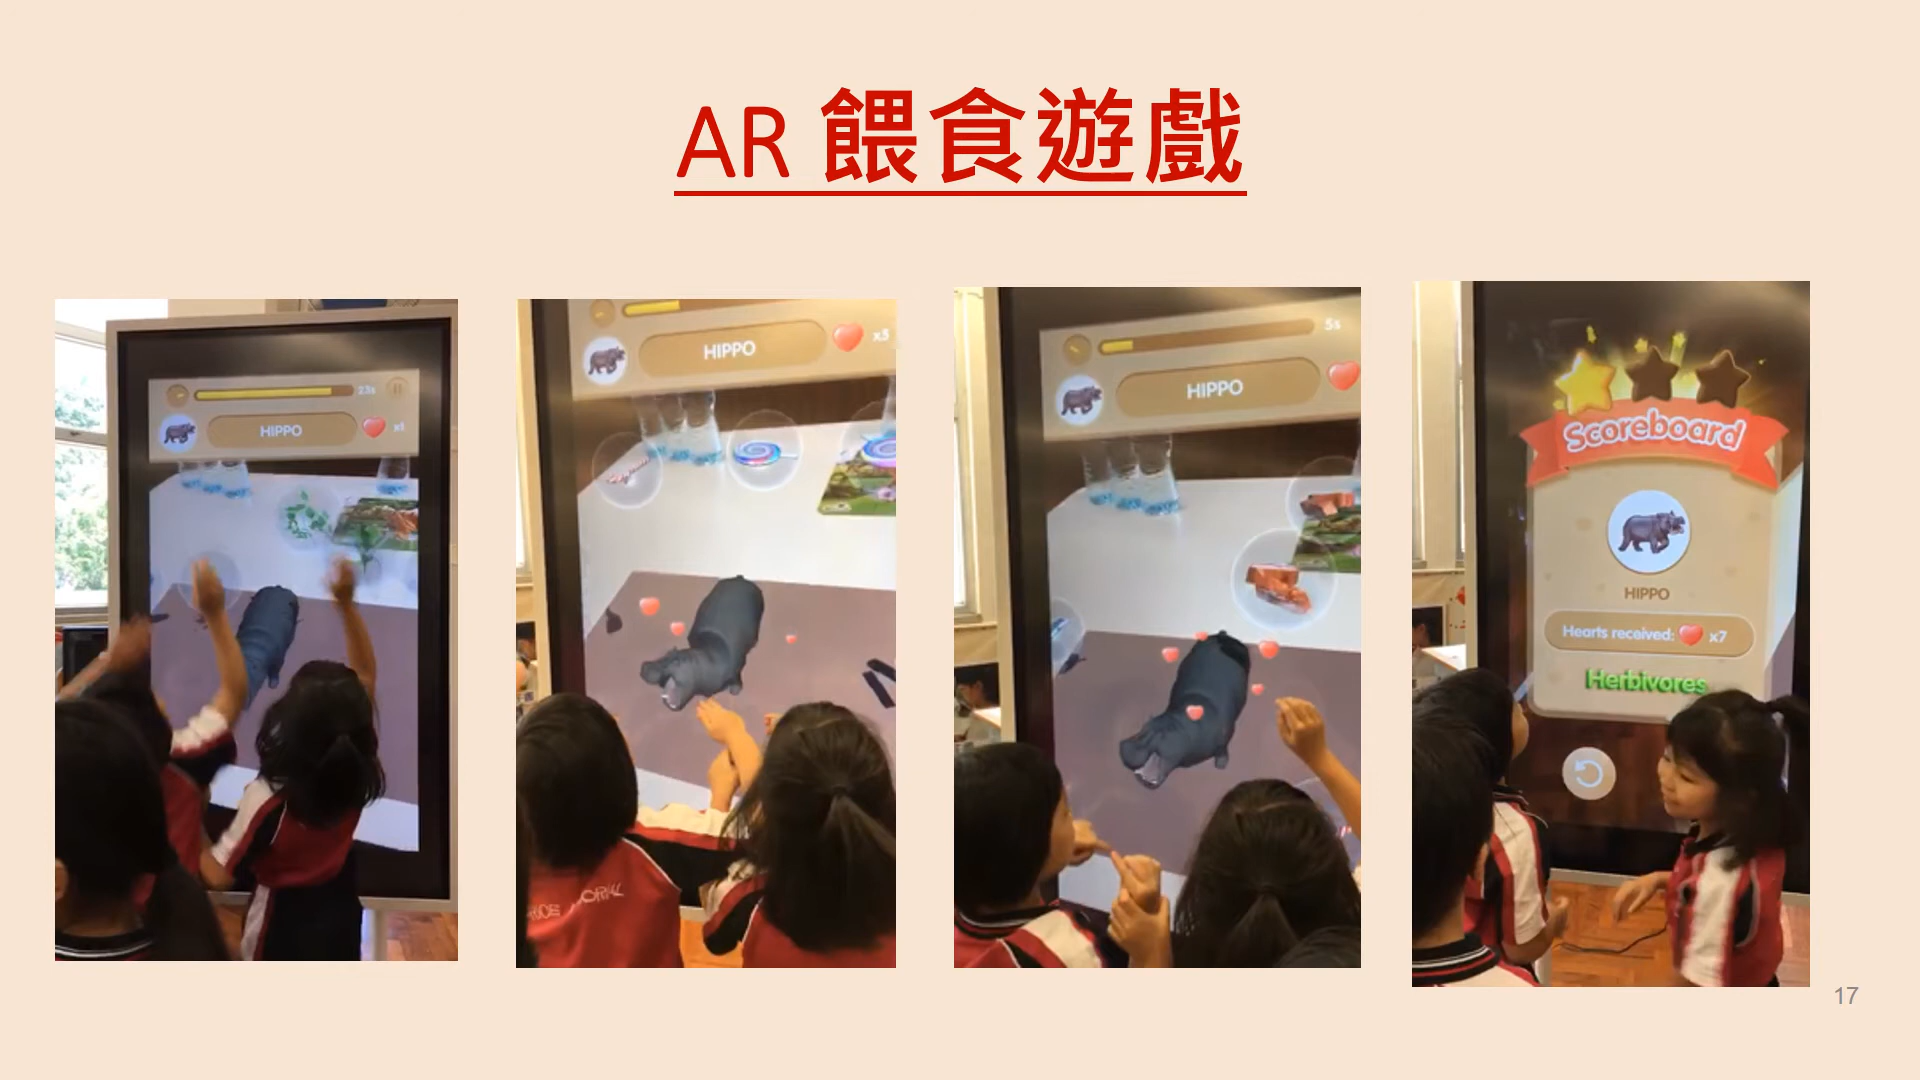 AR 餵食遊戲
23s
HIPPO
x1
HIPPO
x5
5s
HIPPO
Scoreboard
HIPPO
Hearts received: x7
Herbivores
17